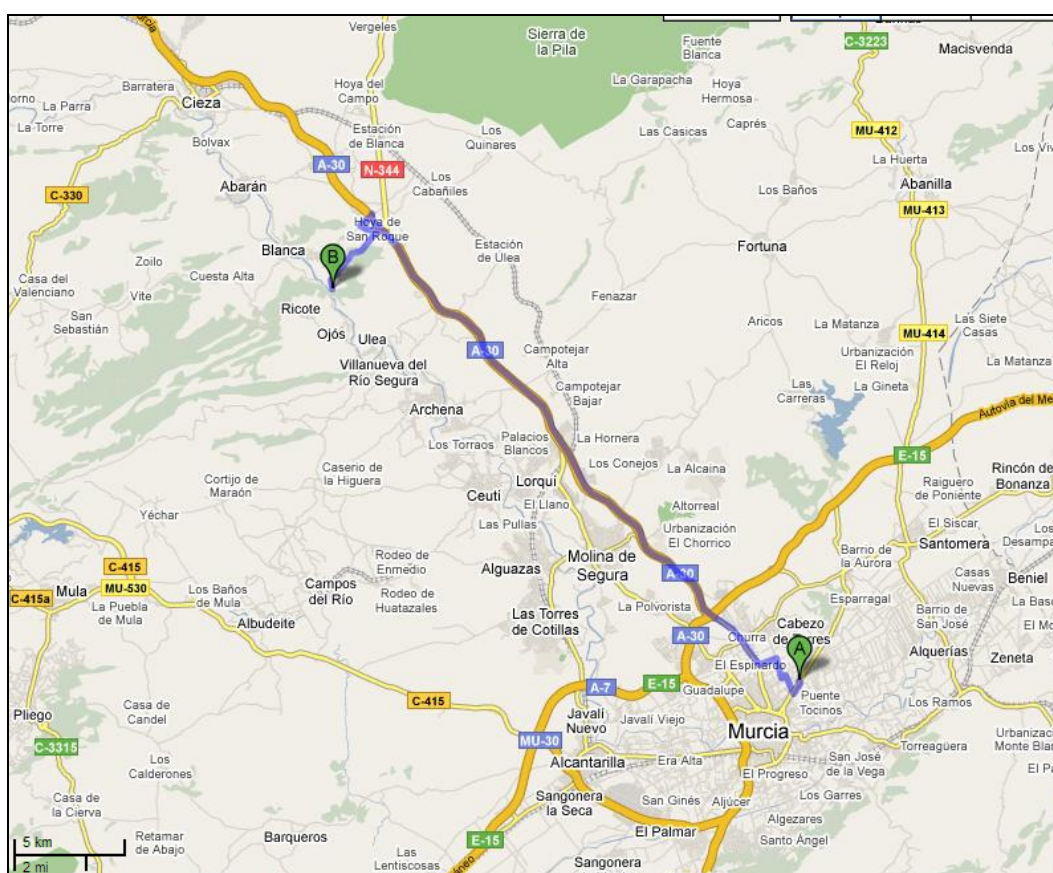 Vergeles
Sierra de
la Pila
Fuente
Blanca
C-3223
Macisvenda
Barratera
Hoya del
Campo
La Garapacha
Hoya
Hermosa
La Parra
Cieza
La Torre
Bolvax
Estación
de Blanca
Los
Quinares
Las Casicas
Caprés
MU-412
La Huerta
A-30
N-344
Los
Cabañiles
C-330
Abarán
Los Baños
Abanilla
MU-413
Hoya de
San Roque
Blanca
Estación
de Ulea
Fortuna
Zoilo
B
Casa del
Valenciano
Cuesta Alta
Vite
Fenazar
San
Sebastián
Ricote
Ojós
Ulea
Aricos
La Matanza
Las Siete
Casas
MU-414
A-30
Campotejar
Alta
Urbanización
El Reloj
La Matanza
Villanueva del
Río Segura
Campotejar
Bajar
Las
Carreras
La Gineta
Archena
Autovía del Me
Los Torraos
Palacios
Blancos
La Hornera
E-15
Caserio de
la Higuera
Los Conejos
La Alcaina
Rincón de
Bonanza
Cortijo de
Maraón
Ceutí
Lorquí
El Llano
Raiguero
de Poniente
Yéchar
Las Pullas
Altorreal
Urbanización
El Chorrico
El Siscar
Santomera
Los
Desampa
Rodeo de
Enmedio
Molina de
Segura
Barrio de
la Aurora
C-415
Alguazas
A-30
Casas
Nuevas
Beniel
C-415a
Mula
MU-530
Los Baños
de Mula
Campos
del Río
Rodeo de
Huatazales
La Puebla
de Mula
La Polvorista
Esparragal
Albudeite
Las Torres
de Cotillas
A-30
Churra
Cabezo
de Torres
Barrio de
San José
Alquerías
A
Zeneta
El Espinardo
Casa de
Candel
C-415
A-7
E-15
Guadalupe
Puente
Tocinos
Los Ramos
Pliego
Javalí
Nuevo
Javalí Viejo
Murcia
C-3315
MU-30
Torreagüera
Los
Calderones
Alcantarilla
Era Alta
San José
de la Vega
El Progreso
Casa de
la Cierva
Sangonera
la Seca
San Ginés
Aljúcer
Los Garres
Algezares
5 km
Retamar
de Abajo
Barqueros
E-15
El Palmar
Santo Ángel
2 mi
Las
Lentiscosas
Sangonera